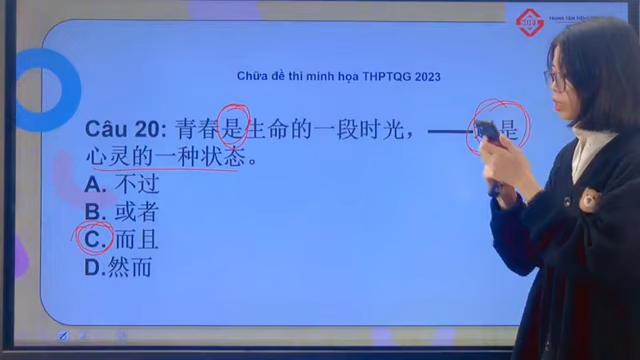 Chữa đề thi minh họa THPTQG 2023
Câu 20: 青春是生命的一段时光，——更是
心灵的一种状态。
A. 不过
B. 或者
C. 而且
D.然而